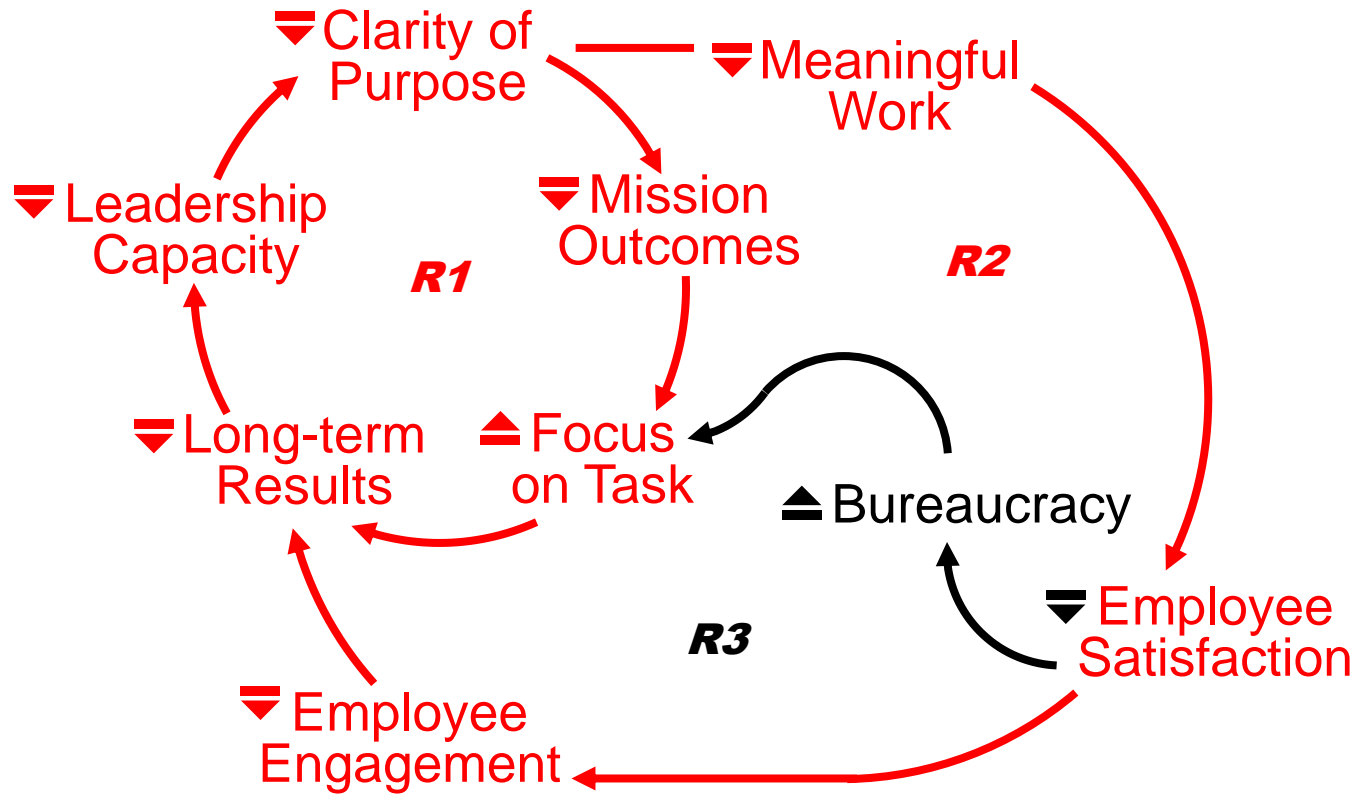 Clarity of
Purpose
Meaningful
Work
Leadership
Capacity
Mission
Outcomes
R1
R2
Long-term
Results
Focus
on Task
Bureaucracy
Employee
Satisfaction
R3
Employee
Engagement